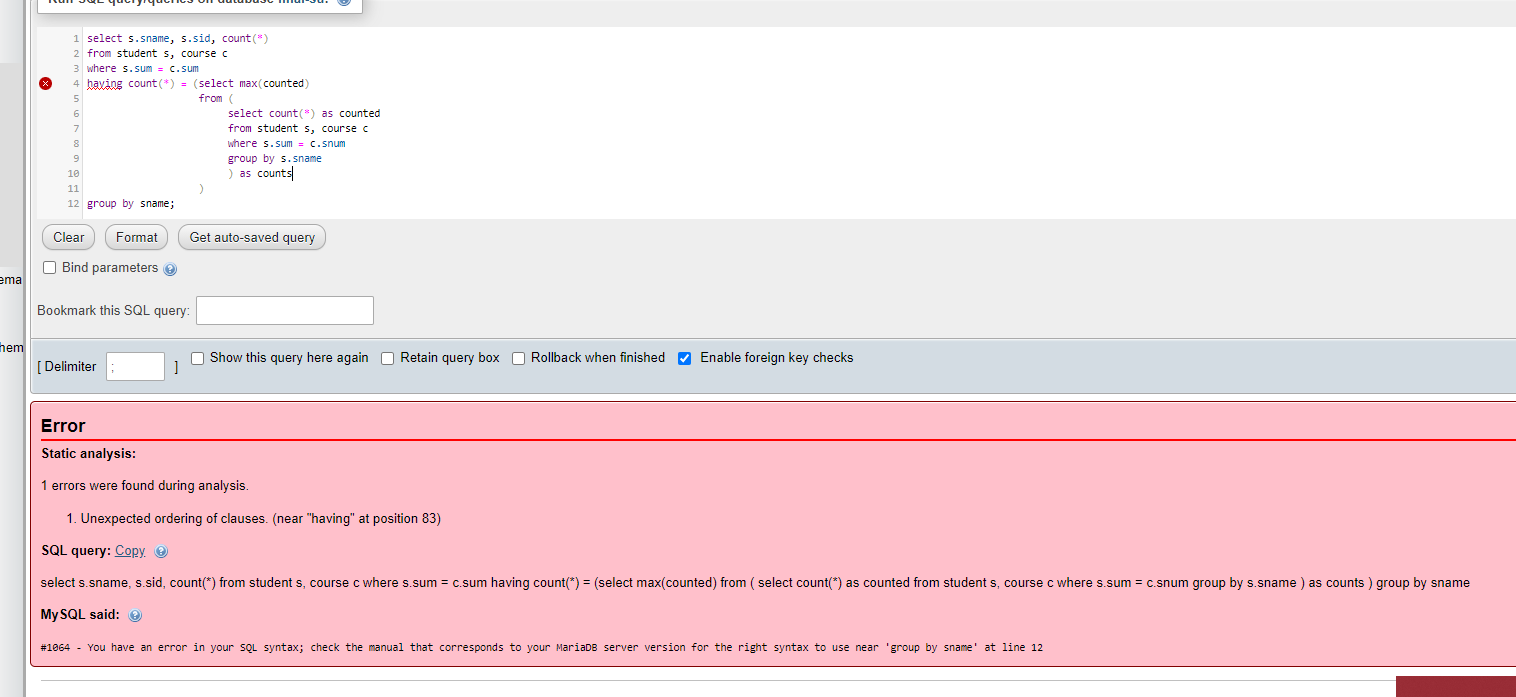 Run SQL query/queries on database final-su:
1 select s.sname, s.sid, count(*)
2 from student s, course c
3 where s.sum = c.sum
4 having count(*) = (select max(counted)
5 from (
6 select count(*) as counted
7 from student s, course c
8 where s.sum = c.snum
9 group by s.sname
10 ) as counts
11 )
12 group by sname;
Clear Format Get auto-saved query
Bind parameters
ema
Bookmark this SQL query:
hem
[ Delimiter ; ] Show this query here again Retain query box Rollback when finished Enable foreign key checks
Error
Static analysis:
1 errors were found during analysis.
1. Unexpected ordering of clauses. (near "having" at position 83)
SQL query: Copy
select s.sname, s.sid, count(*) from student s, course c where s.sum = c.sum having count(*) = (select max(counted) from ( select count(*) as counted from student s, course c where s.sum = c.snum group by s.sname ) as counts ) group by sname
MySQL said:
#1064 - You have an error in your SQL syntax; check the manual that corresponds to your MariaDB server version for the right syntax to use near 'group by sname' at line 12